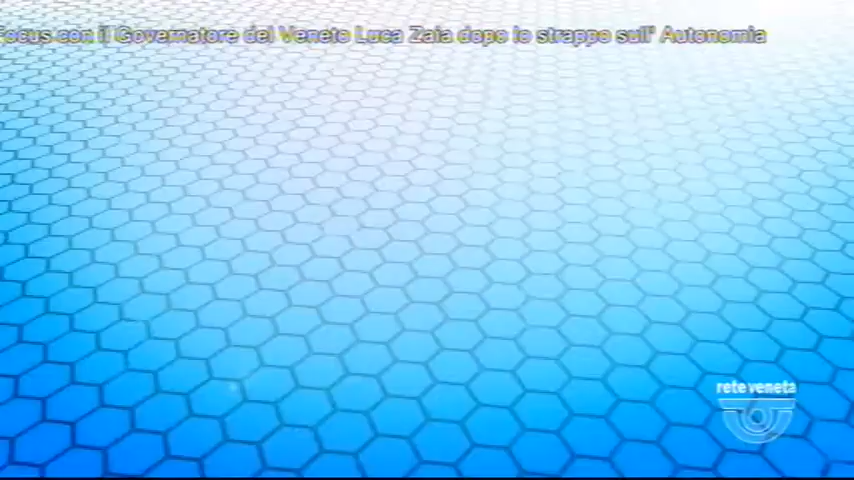 Focus con il Governatore del Veneto Luca Zaia dopo lo strappo sull' Autonomia
rete veneta